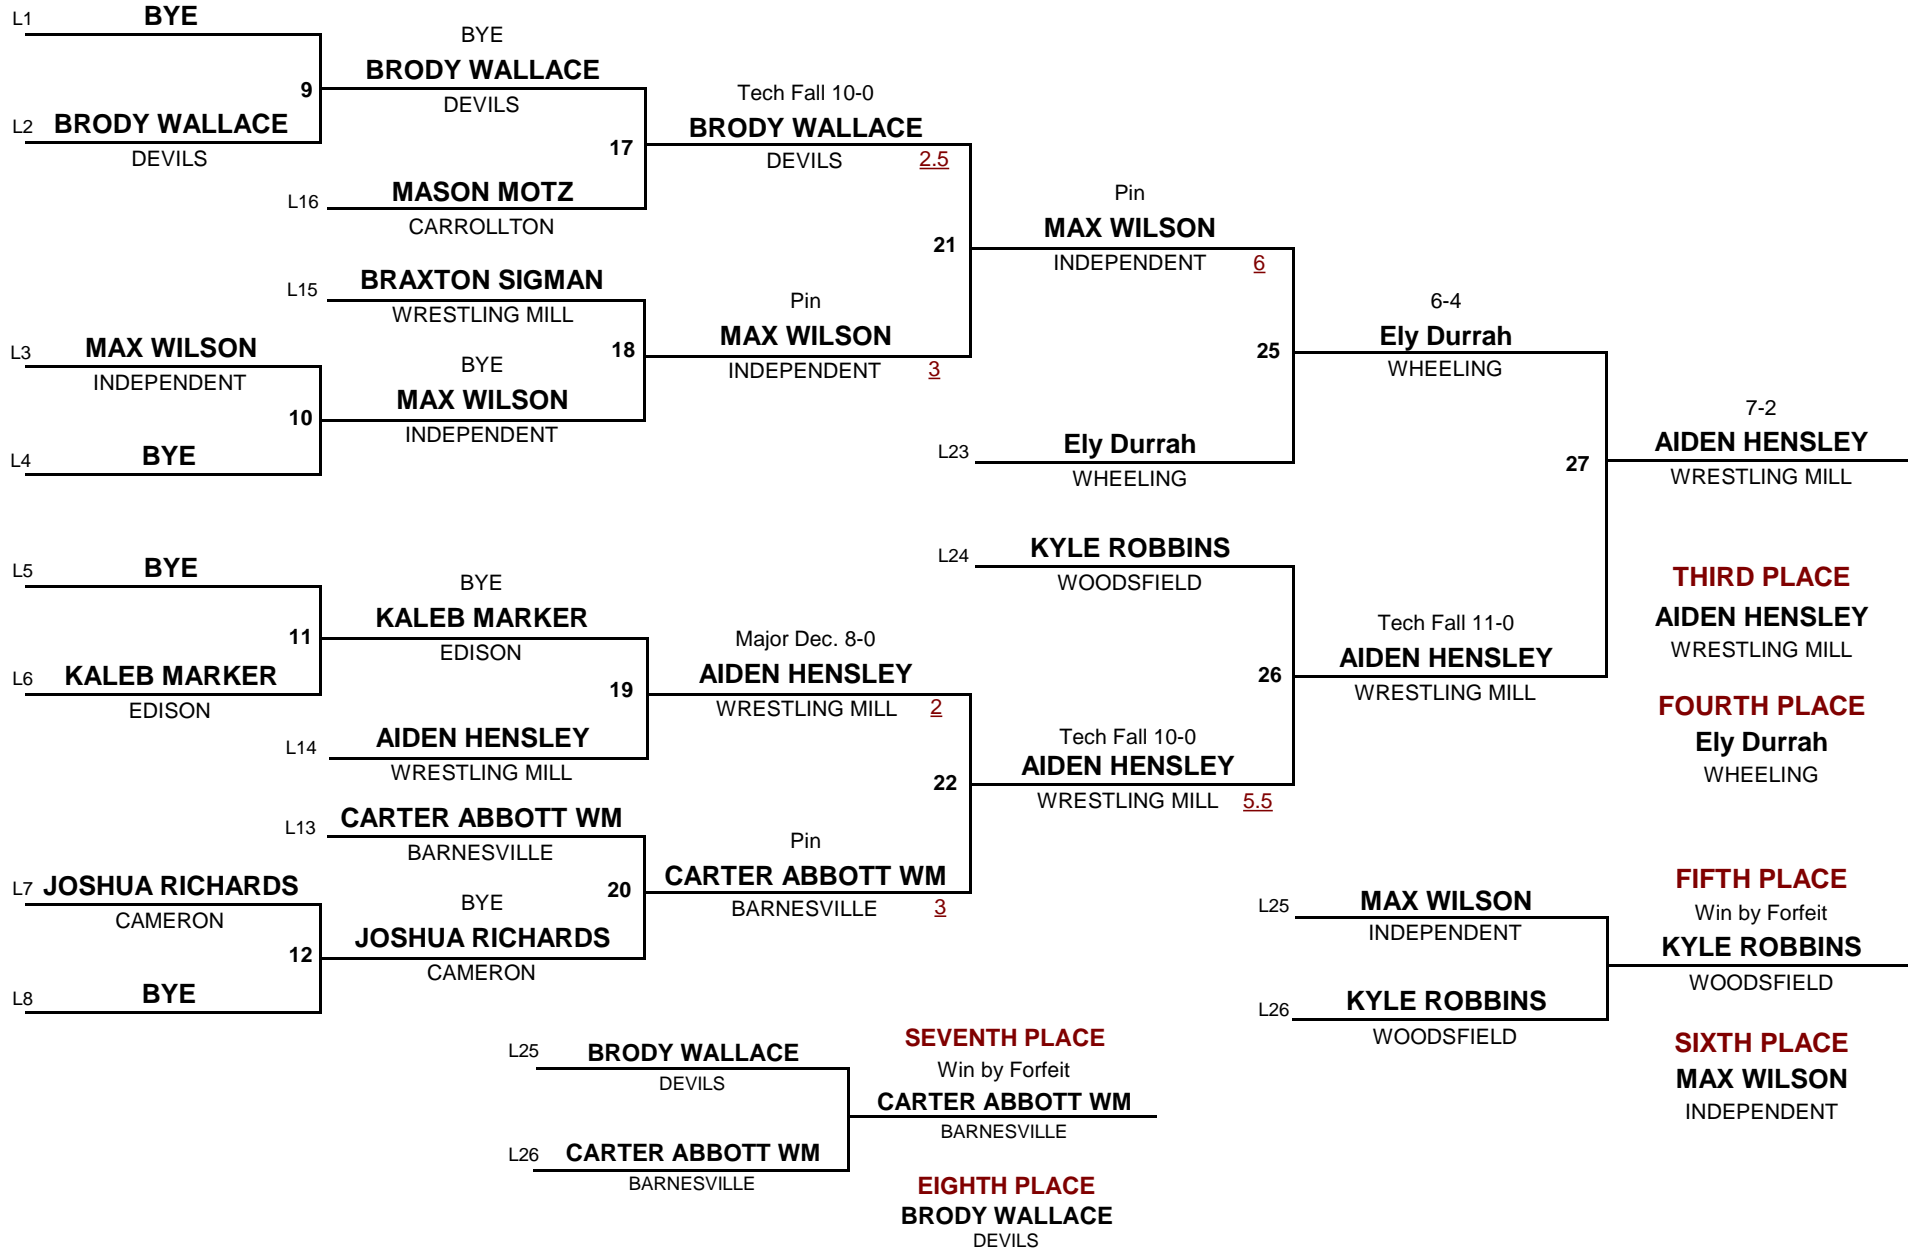 L1 BYE
9
L2 BRODY WALLACE
DEVILS
BYE
BRODY WALLACE
DEVILS
17
L16 MASON MOTZ
CARROLLTON
Tech Fall 10-0
BRODY WALLACE
DEVILS 2.5
21
L15 BRAXTON SIGMAN
WRESTLING MILL
18
L3 MAX WILSON
INDEPENDENT
10
L4 BYE
BYE
MAX WILSON
INDEPENDENT
Pin
MAX WILSON
INDEPENDENT 3
Pin
MAX WILSON
INDEPENDENT 6
25
L23 Ely Durrah
WHEELING
6-4
Ely Durrah
WHEELING
27
7-2
AIDEN HENSLEY
WRESTLING MILL
L5 BYE
11
L6 KALEB MARKER
EDISON
BYE
KALEB MARKER
EDISON
19
L14 AIDEN HENSLEY
WRESTLING MILL
Major Dec. 8-0
AIDEN HENSLEY
WRESTLING MILL 2
22
L13 CARTER ABBOTT WM
BARNESVILLE
20
L7 JOSHUA RICHARDS
CAMERON
12
L8 BYE
BYE
JOSHUA RICHARDS
CAMERON
Pin
CARTER ABBOTT WM
BARNESVILLE 3
L24 KYLE ROBBINS
WOODSFIELD
26
Tech Fall 10-0
AIDEN HENSLEY
WRESTLING MILL 5.5
Tech Fall 11-0
AIDEN HENSLEY
WRESTLING MILL
THIRD PLACE
AIDEN HENSLEY
WRESTLING MILL
FOURTH PLACE
Ely Durrah
WHEELING
L25 MAX WILSON
INDEPENDENT
L26 KYLE ROBBINS
WOODSFIELD
FIFTH PLACE
Win by Forfeit
KYLE ROBBINS
WOODSFIELD
SIXTH PLACE
MAX WILSON
INDEPENDENT
L25 BRODY WALLACE
DEVILS
L26 CARTER ABBOTT WM
BARNESVILLE
SEVENTH PLACE
Win by Forfeit
CARTER ABBOTT WM
BARNESVILLE
EIGHTH PLACE
BRODY WALLACE
DEVILS